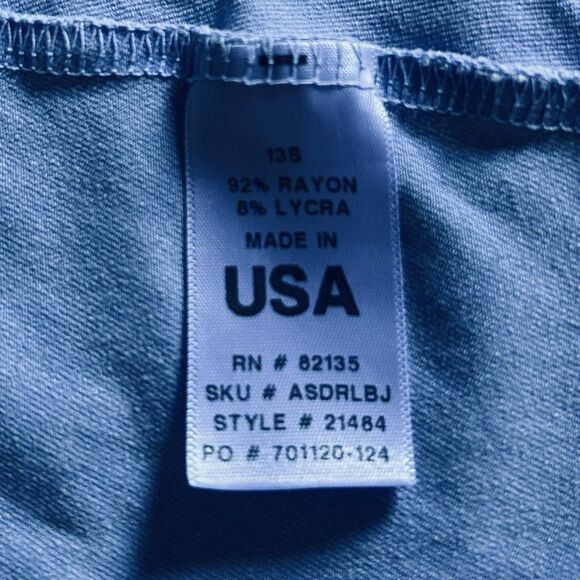 13S
92% RAYON
8% LYCRA
MADE IN
USA
RN # 82135
SKU # ASDRLBJ
STYLE # 21484
PO # 701120-124